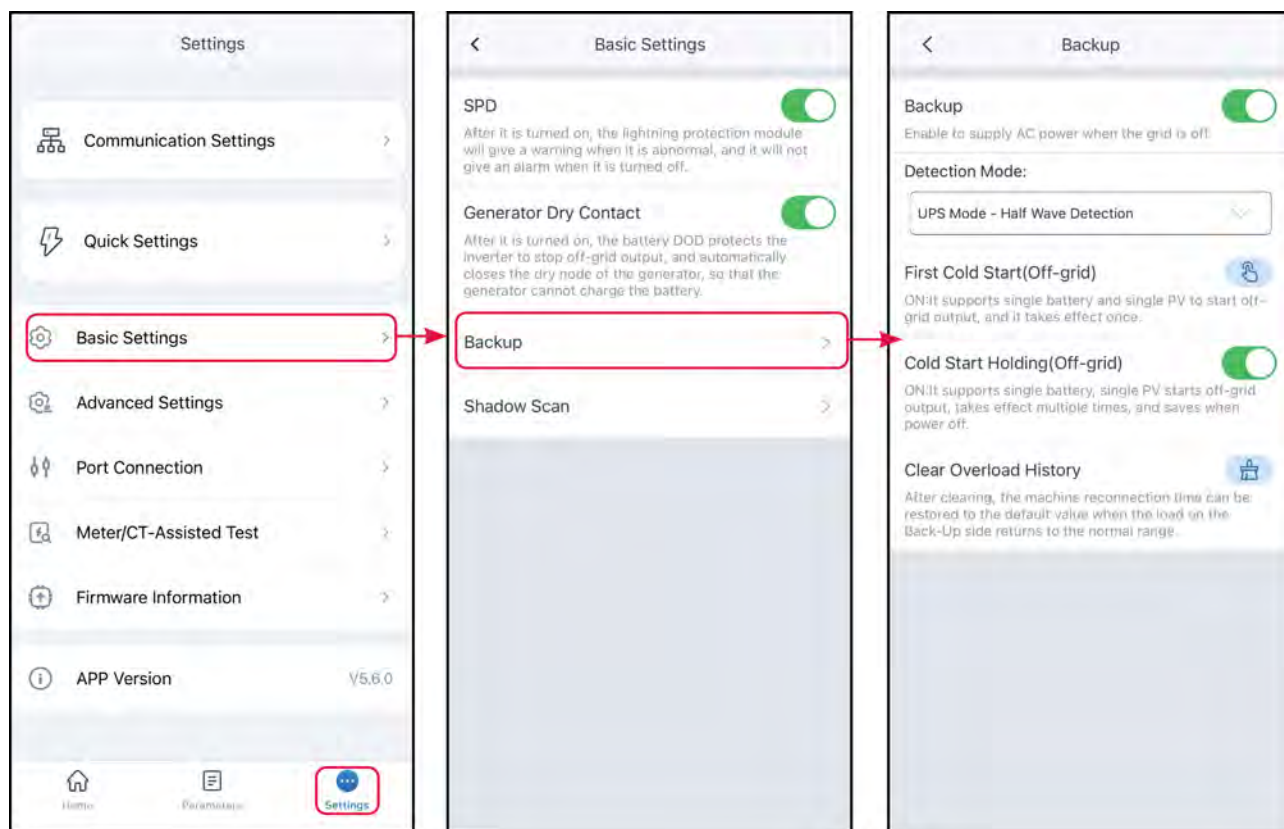 Settings
Communication Settings
Quick Settings
Basic Settings
Advanced Settings
Port Connection
Meter/CT-Assisted Test
Firmware Information
APP Version V5.6.0
Home Parameters Settings
Basic Settings
SPD
After it is turned on, the lightning protection module
will give a warning when it is abnormal, and it will not
give an alarm when it is turned off.
Generator Dry Contact
After it is turned on, the battery DOD protects the
inverter to stop off-grid output, and automatically
closes the dry node of the generator, so that the
generator cannot charge the battery.
Backup
Shadow Scan
Backup
Backup
Enable to supply AC power when the grid is off
Detection Mode:
UPS Mode - Half Wave Detection
First Cold Start(Off-grid)
ON:It supports single battery and single PV to start off-
grid output, and it takes effect once.
Cold Start Holding(Off-grid)
ON:It supports single battery, single PV starts off-grid
output, takes effect multiple times, and saves when
power off.
Clear Overload History
After clearing, the machine reconnection time can be
restored to the default value when the load on the
Back-Up side returns to the normal range.